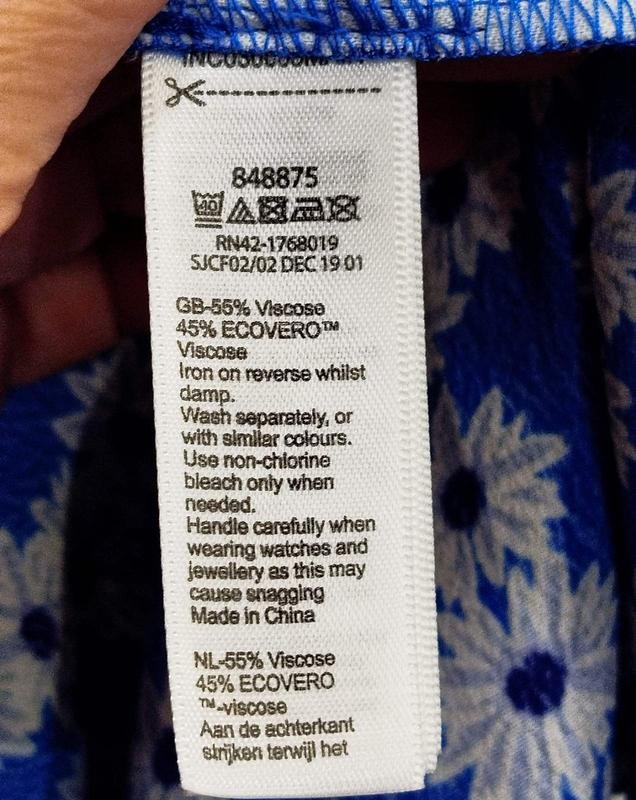 848875
40
RN42-1768019
SJCF02/02 DEC 19 01
GB-55% Viscose
45% ECOVERO™
Viscose
Iron on reverse whilst
damp.
Wash separately, or
with similar colours.
Use non-chlorine
bleach only when
needed.
Handle carefully when
wearing watches and
jewellery as this may
cause snagging
Made in China
NL-55% Viscose
45% ECOVERO
™-viscose
Aan de achterkant
strijken terwijl het